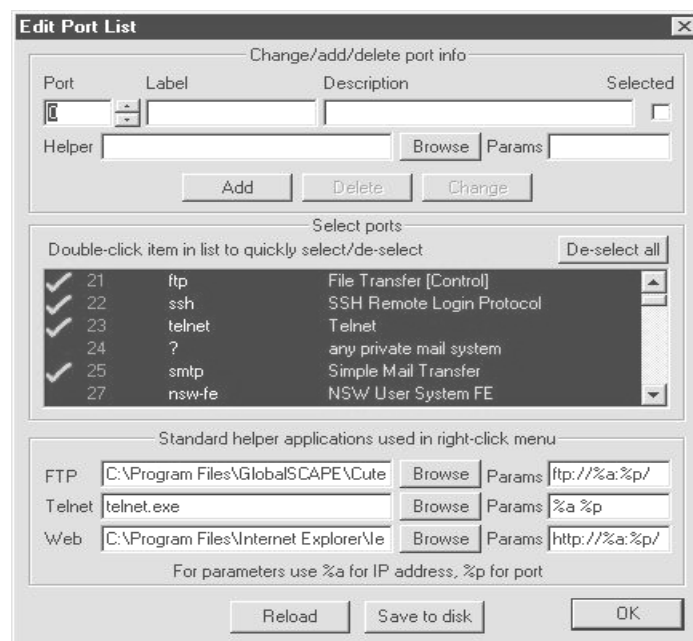 Edit Port List
Change/add/delete port info
Port Label Description Selected
0
Helper Browse Params
Add Delete Change
Select ports
Double-click item in list to quickly select/de-select De-select all
21 ftp File Transfer [Control]
22 ssh SSH Remote Login Protocol
23 telnet Telnet
24 ? any private mail system
25 smtp Simple Mail Transfer
27 nsw-fe NSW User System FE
Standard helper applications used in right-click menu
FTP C:\Program Files\GlobalSCAPE\Cute Browse Params ftp://%a:%p/
Telnet telnet.exe Browse Params %a %p
Web C:\Program Files\Internet Explorer\Ie Browse Params http://%a:%p/
For parameters use %a for IP address, %p for port
Reload Save to disk OK